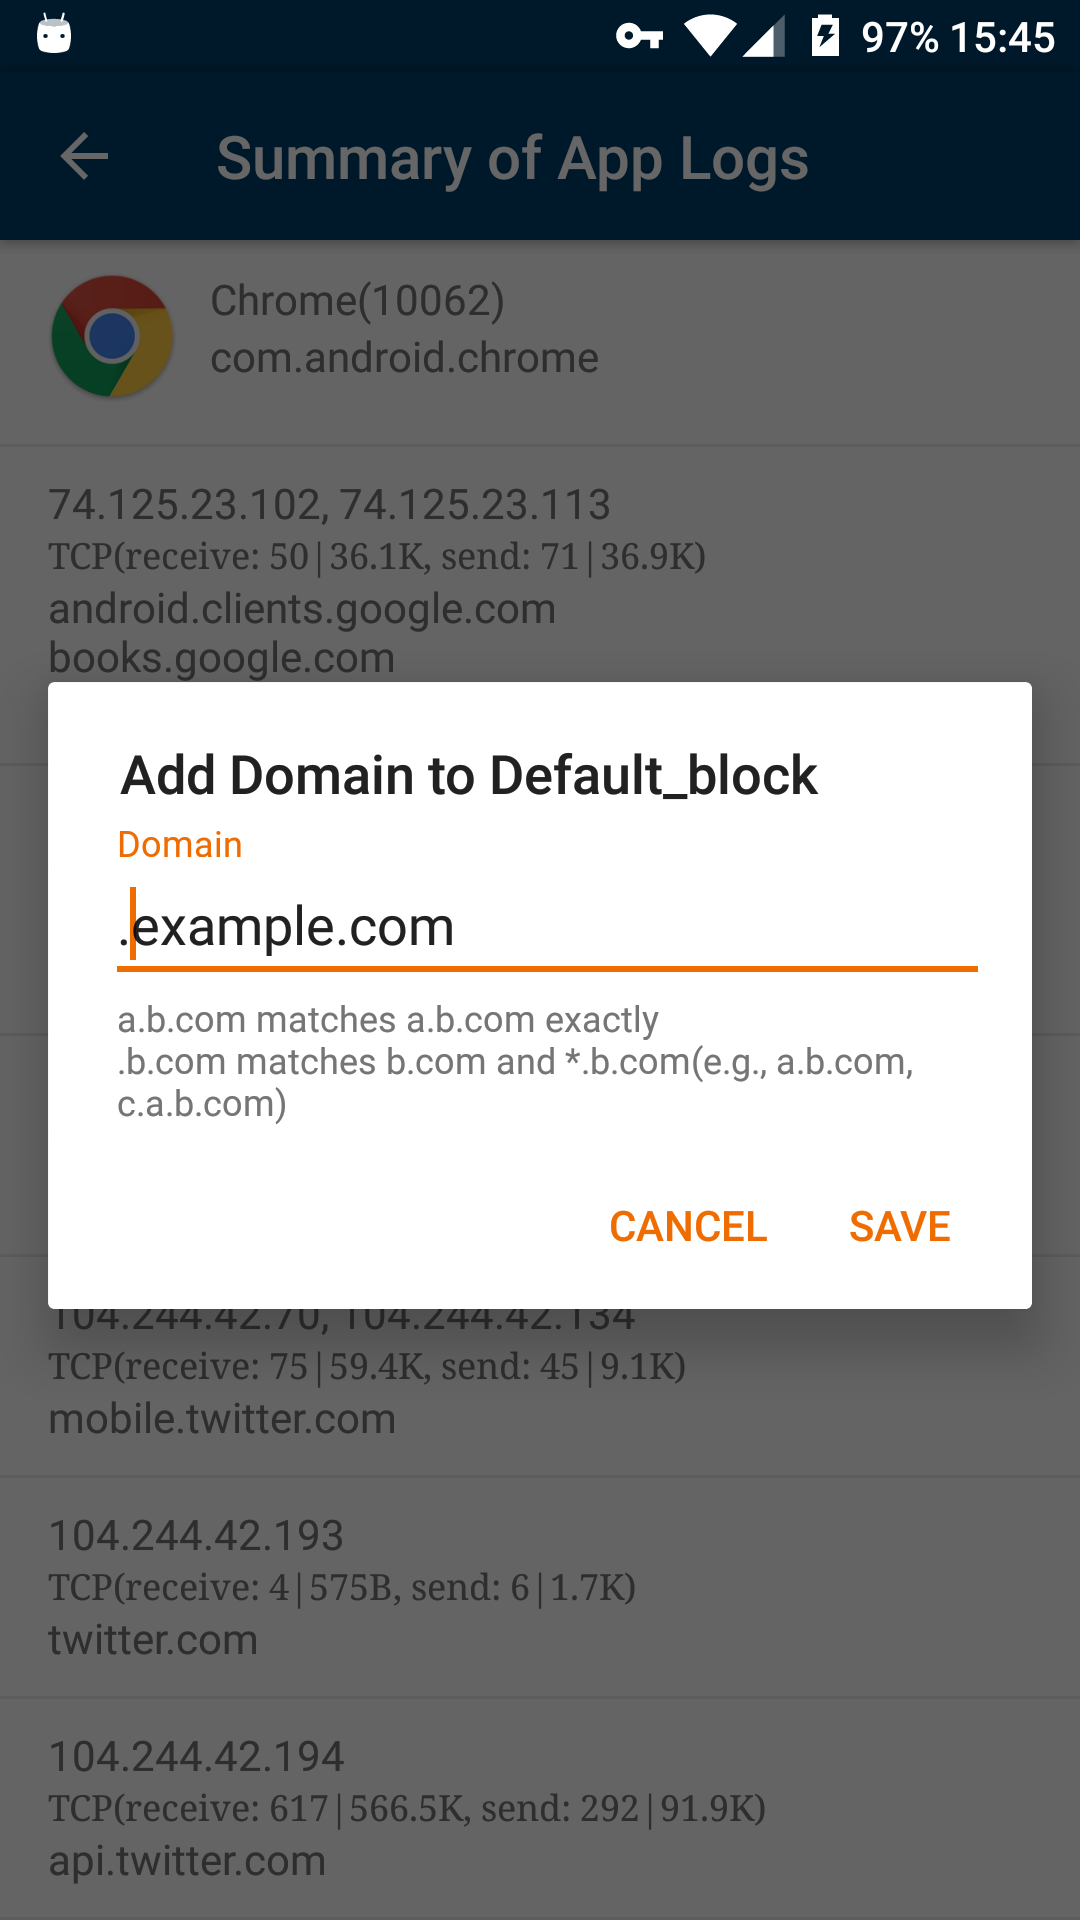 97% 15:45
Summary of App Logs
Chrome(10062)
com.android.chrome
74.125.23.102, 74.125.23.113
TCP(receive: 50|36.1K, send: 71|36.9K)
android.clients.google.com
books.google.com
Add Domain to Default_block
Domain
.example.com
a.b.com matches a.b.com exactly
.b.com matches b.com and *.b.com(e.g., a.b.com,
c.a.b.com)
CANCEL SAVE
104.244.42.70, 104.244.42.134
TCP(receive: 75|59.4K, send: 45|9.1K)
mobile.twitter.com
104.244.42.193
TCP(receive: 4|575B, send: 6|1.7K)
twitter.com
104.244.42.194
TCP(receive: 617|566.5K, send: 292|91.9K)
api.twitter.com